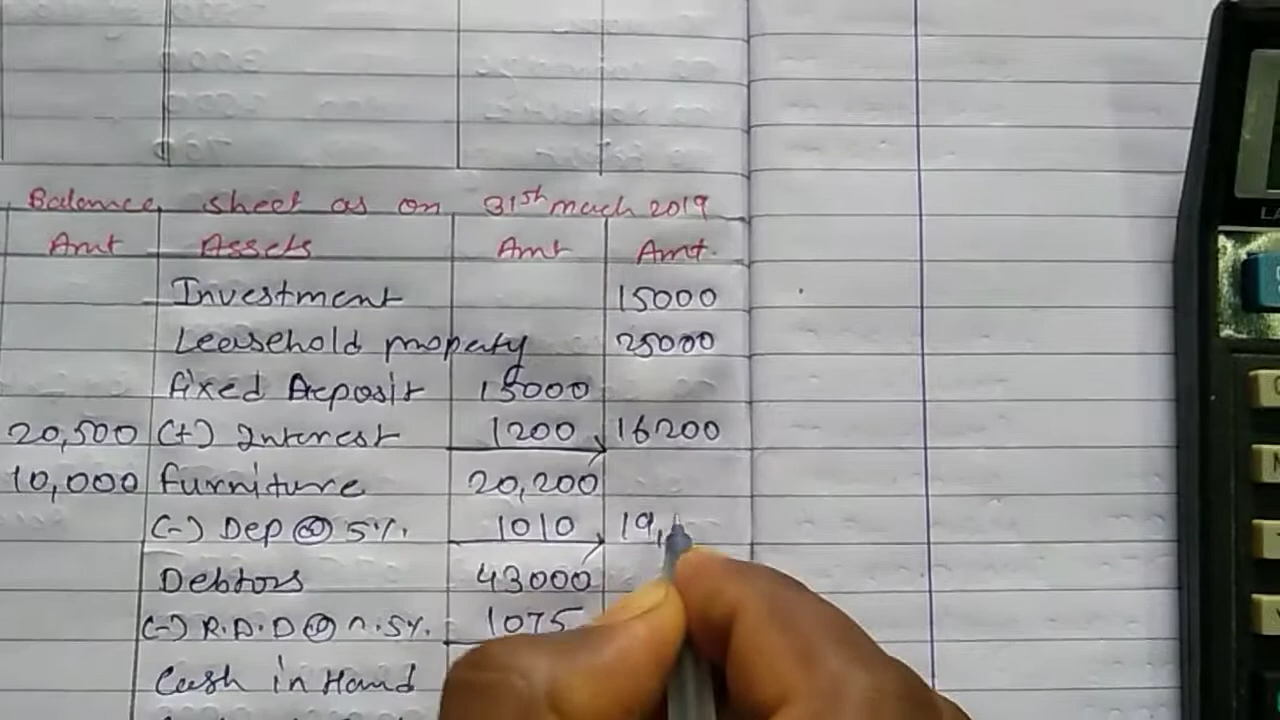 Balance sheet as on 31st mach 2019
Amt Assets Amt Amt.
Investment 15000
Leasehold property 25000
fixed Deposit 15000
20,500 (+) Interest 1200 16200
10,000 furniture 20,200
(-) Dep @ 5%. 1010 19,
Debtors 43000
(-) R.D.D @ 2.5%. 1075
Cash in Hand